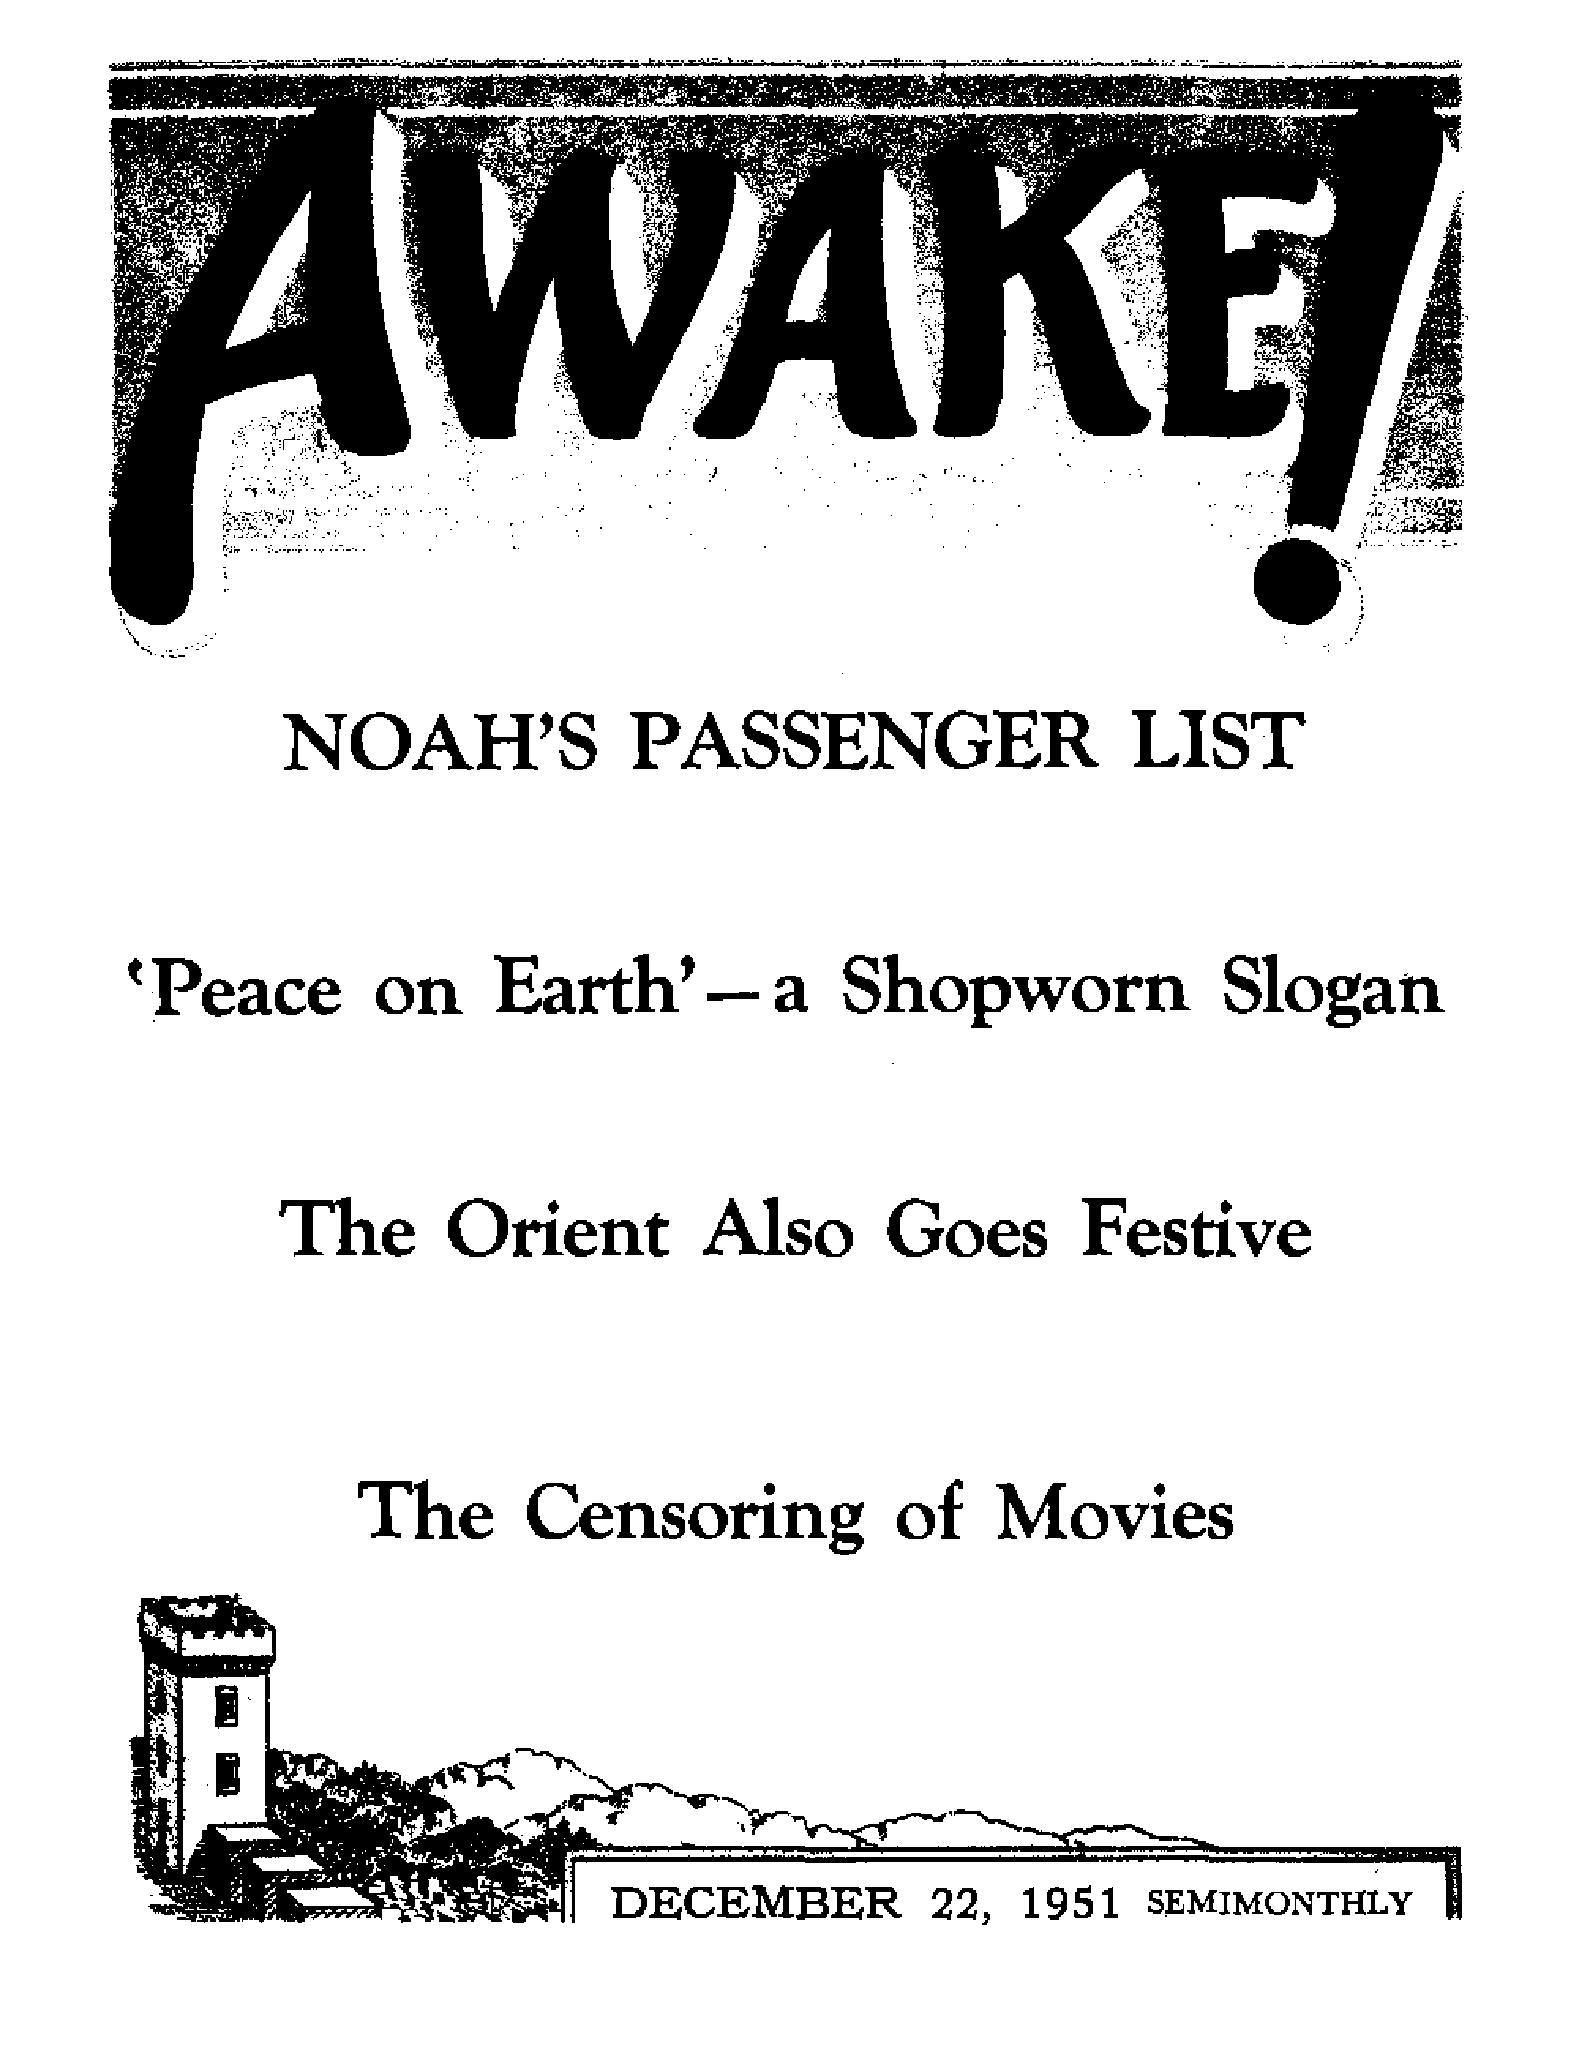 AWAKE!
NOAH'S PASSENGER LIST
‘Peace on Earth’—a Shopworn Slogan
The Orient Also Goes Festive
The Censoring of Movies
DECEMBER 22, 1951 SEMIMONTHLY